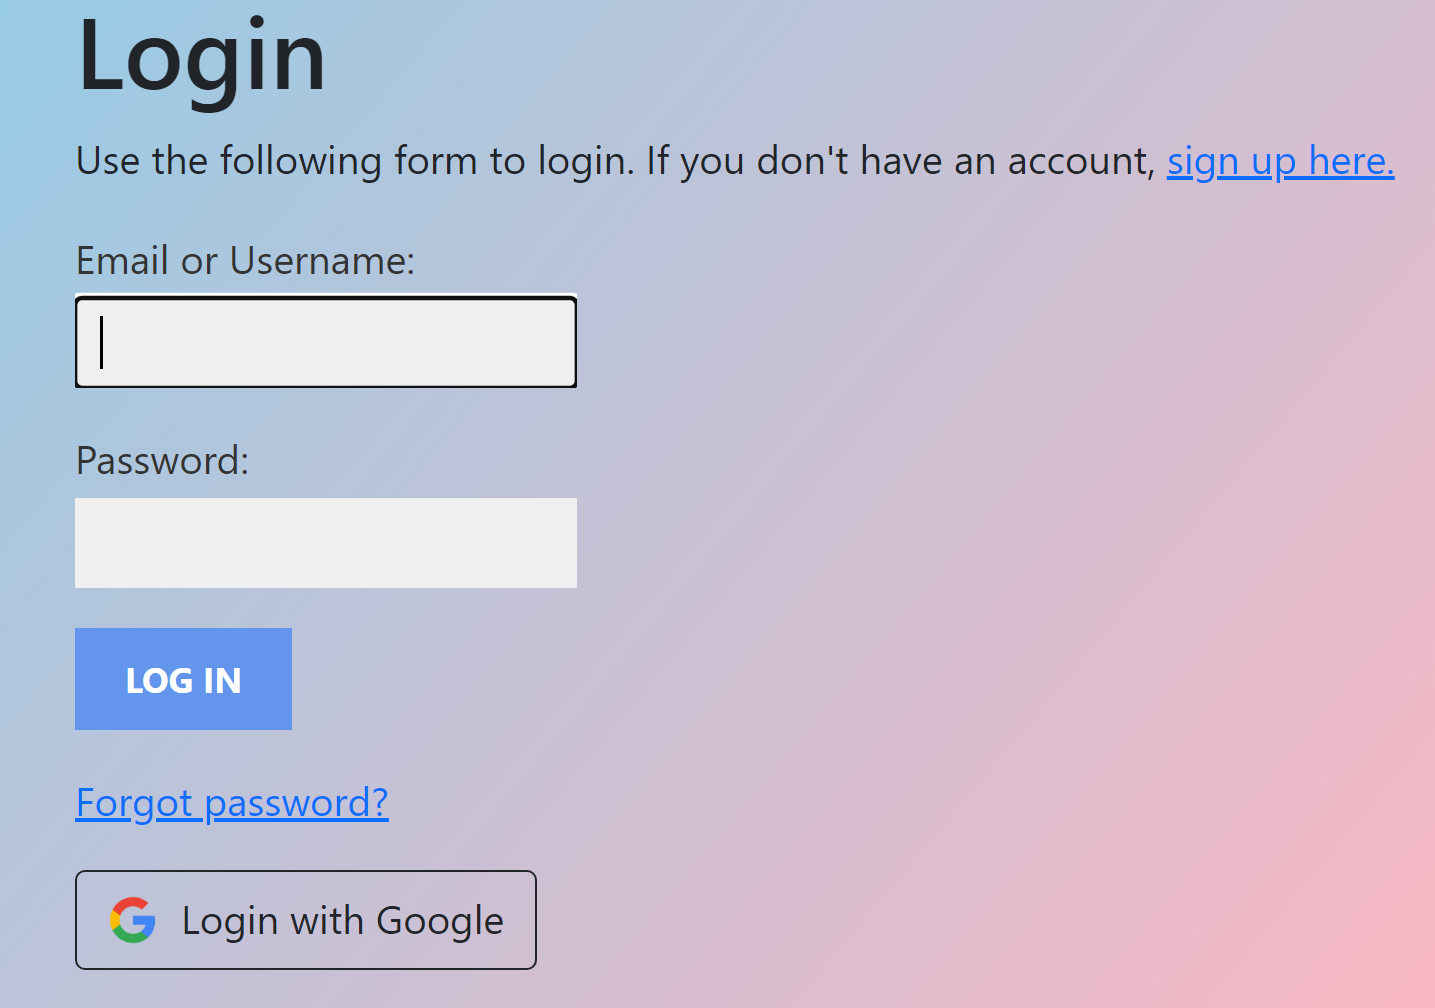 Login
Use the following form to login. If you don't have an account, sign up here.
Email or Username:
Password:
LOG IN
Forgot password?
Login with Google